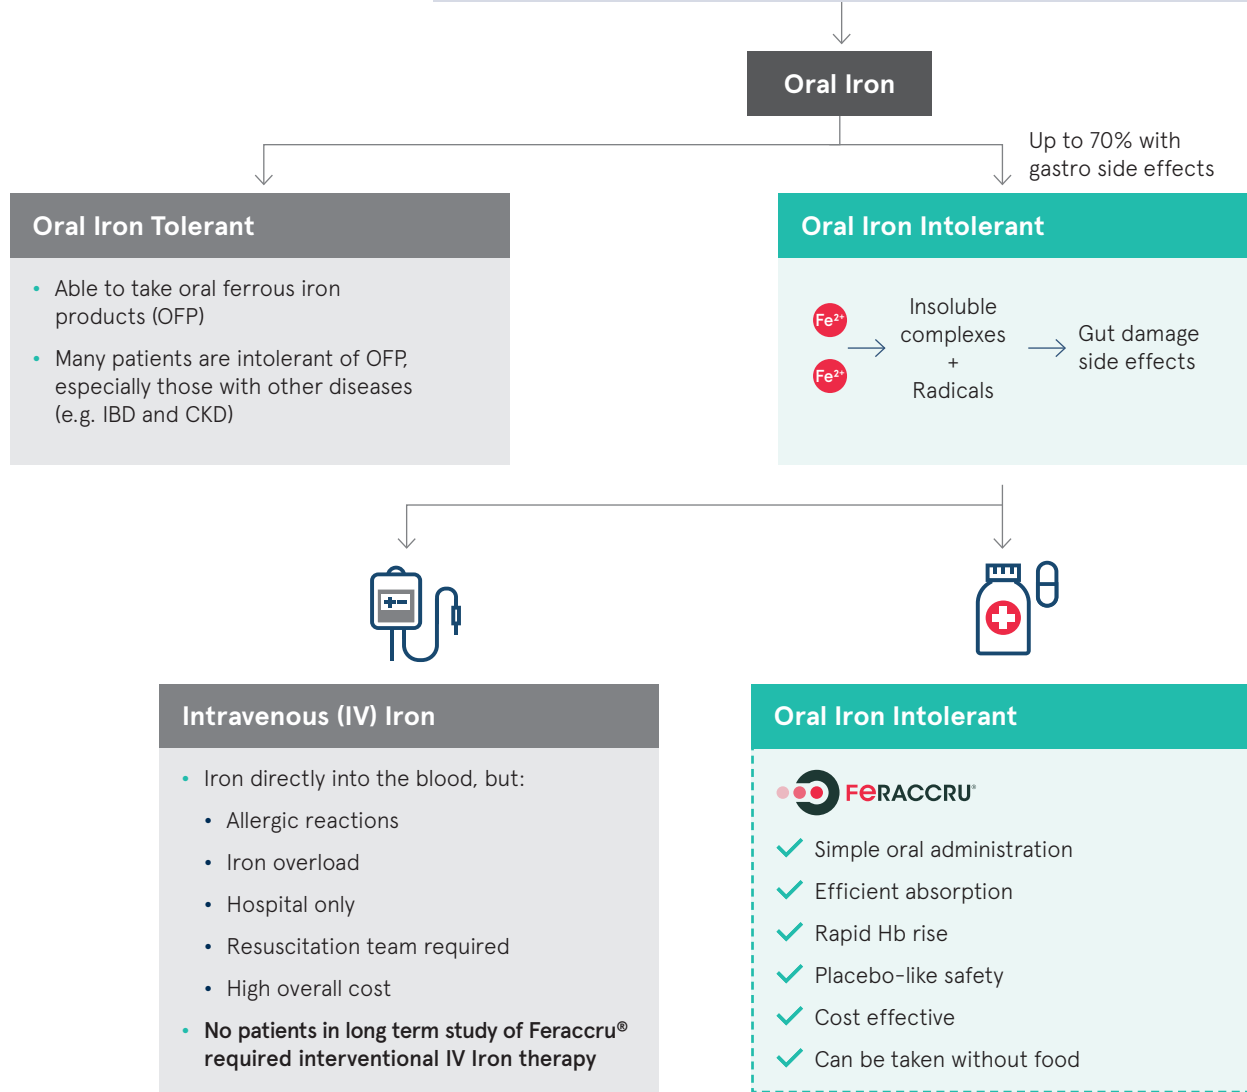 Oral Iron
Up to 70% with
gastro side effects
Oral Iron Tolerant
• Able to take oral ferrous iron
products (OFP)
• Many patients are intolerant of OFP,
especially those with other diseases
(e.g. IBD and CKD)
Oral Iron Intolerant
Fe²⁺
Fe²⁺
Insoluble
complexes
+
Radicals
Gut damage
side effects
Intravenous (IV) Iron
• Iron directly into the blood, but:
• Allergic reactions
• Iron overload
• Hospital only
• Resuscitation team required
• High overall cost
• No patients in long term study of Feraccru®
required interventional IV Iron therapy
Oral Iron Intolerant
FeRACCRU®
Simple oral administration
Efficient absorption
Rapid Hb rise
Placebo-like safety
Cost effective
Can be taken without food